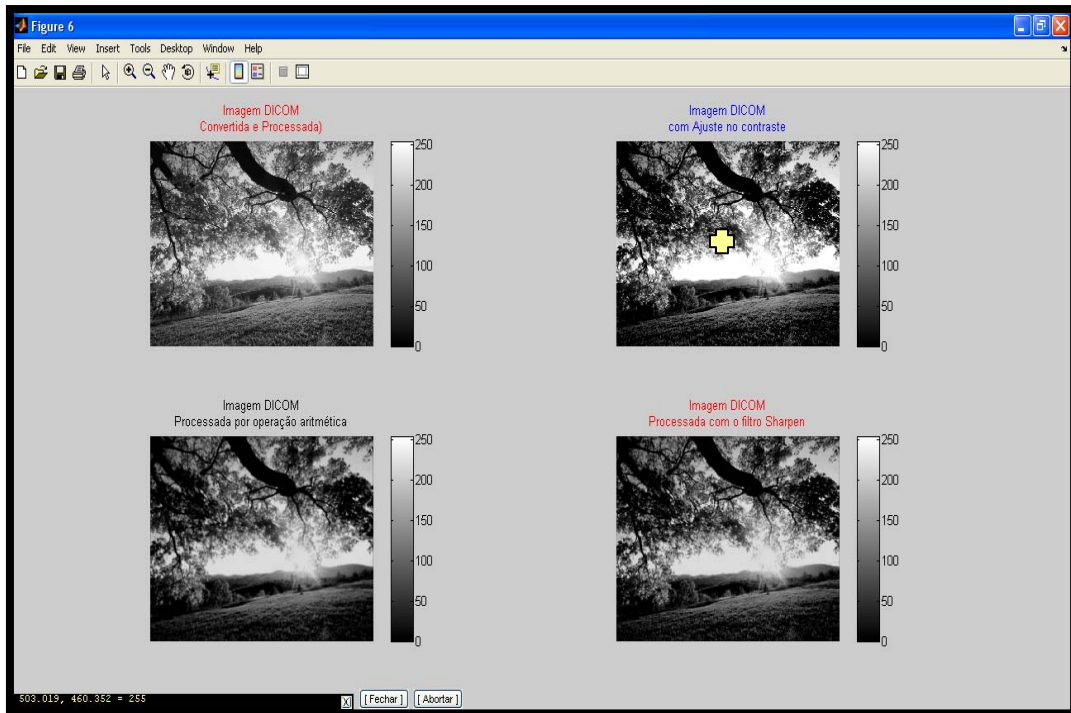 Figure 6
File Edit View Insert Tools Desktop Window Help
Imagem DICOM
Convertida e Processada)
250
200
150
100
50
0
Imagem DICOM
com Ajuste no contraste
250
200
150
100
50
0
Imagem DICOM
Processada por operação aritmética
250
200
150
100
50
0
Imagem DICOM
Processada com o filtro Sharpen
250
200
150
100
50
0
503.019, 460.352 = 255
X [ Fechar ] [ Abortar ]